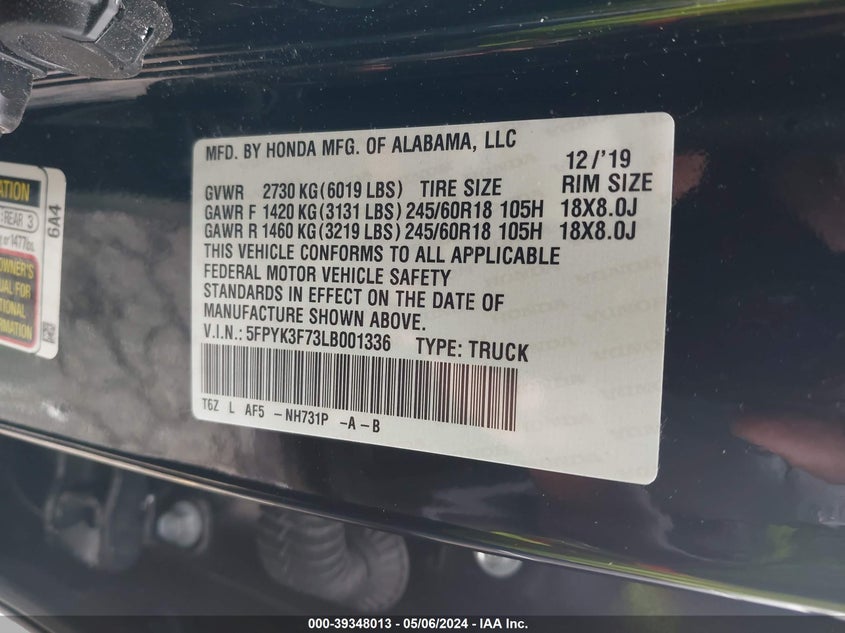 MFD. BY HONDA MFG. OF ALABAMA, LLC
12/'19
GVWR 2730 KG(6019 LBS) TIRE SIZE RIM SIZE
GAWR F 1420 KG(3131 LBS) 245/60R18 105H 18X8.0J
GAWR R 1460 KG(3219 LBS) 245/60R18 105H 18X8.0J
THIS VEHICLE CONFORMS TO ALL APPLICABLE
FEDERAL MOTOR VEHICLE SAFETY
STANDARDS IN EFFECT ON THE DATE OF
MANUFACTURE SHOWN ABOVE.
V.I.N.: 5FPYK3F73LB001336 TYPE: TRUCK
T6Z L AF5 -NH731P -A-B
REAR 3
6A4
000-39348013 - 05/06/2024 - IAA Inc.